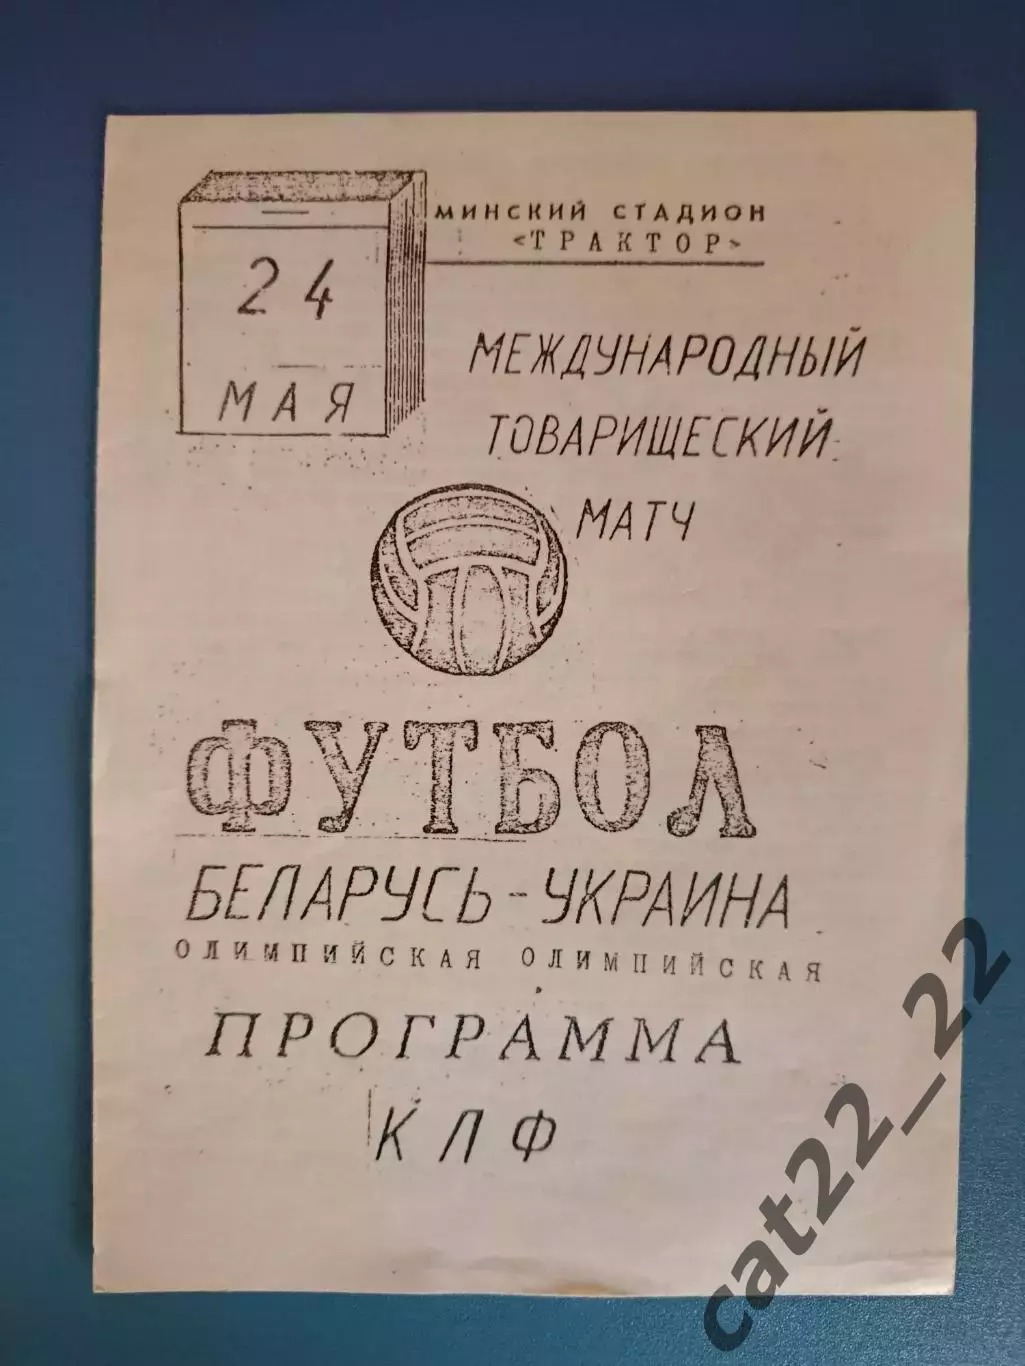 МИНСКИЙ СТАДИОН
«ТРАКТОР»
24
МАЯ
МЕЖДУНАРОДНЫЙ
ТОВАРИЩЕСКИЙ
МАТЧ
ФУТБОЛ
БЕЛАРУСЬ - УКРАИНА
ОЛИМПИЙСКАЯ ОЛИМПИЙСКАЯ
ПРОГРАММА
КЛФ
cat22_22